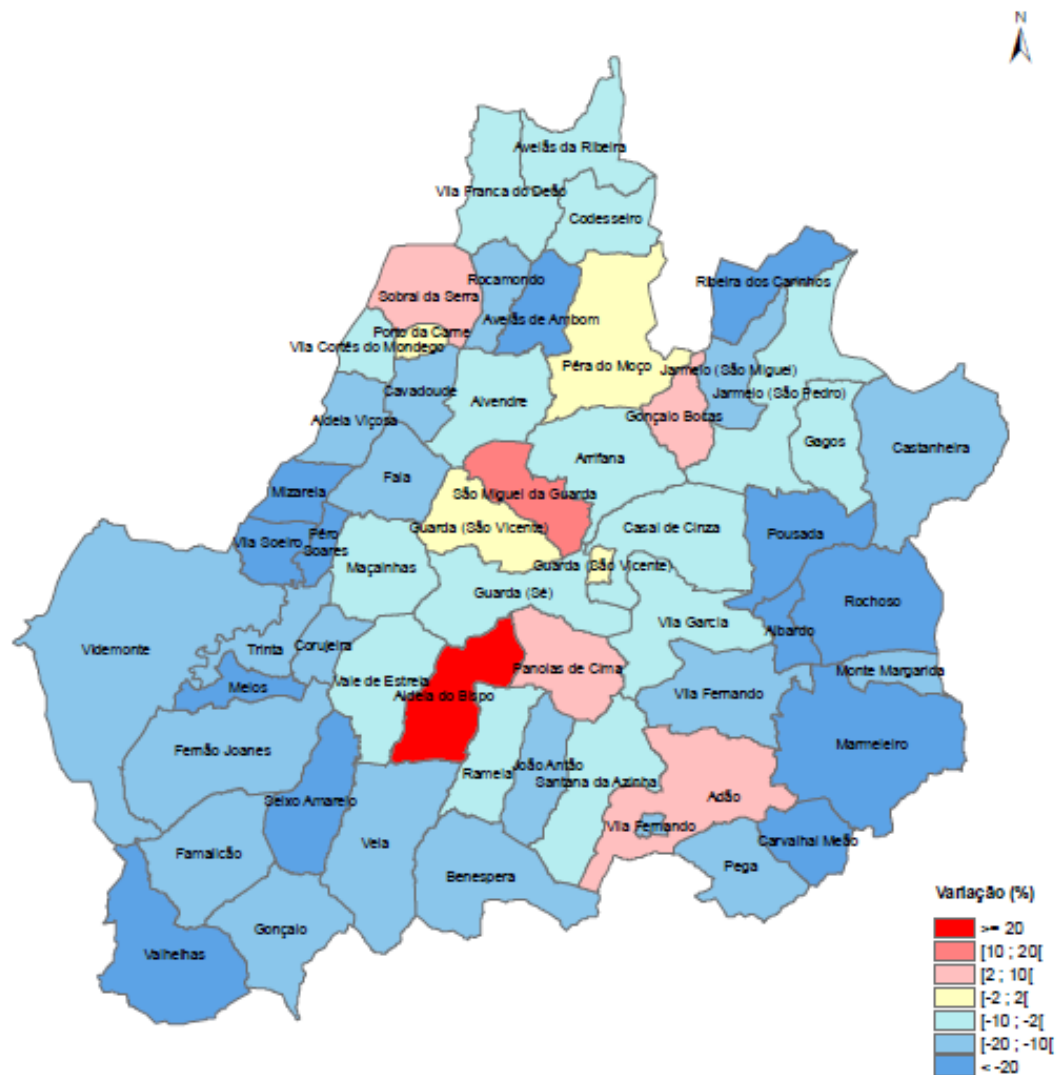 N
Avelãs da Ribeira
Vila Franca do Deão
Codesseiro
Rocamondo
Ribeira dos Carinhos
Sobral da Serra
Avelãs de Ambom
Porto da Carne
Vila Cortês do Mondego
Pêra do Moço
Jarmelo (São Miguel)
Cavadoude
Jarmelo (São Pedro)
Alvendre
Aldeia Viçosa
Gonçalo Bocas
Gagos
Castanheira
Arrifana
Faia
Mizarela
São Miguel da Guarda
Guarda (São Vicente)
Casal de Cinza
Pousada
Vila Soeiro
Pêro
Soares
Maçainhas
Guarda (São Vicente)
Guarda (Sé)
Rochoso
Vila Garcia
Albardo
Videmonte
Trinta
Corujeira
Panoias de Cima
Monte Margarida
Meios
Vale de Estrela
Aldeia do Bispo
Vila Fernando
Fernão Joanes
Marmeleiro
João Antão
Ramela
Santana da Azinha
Seixo Amarelo
Adão
Vila Fernando
Carvalhal Meão
Vela
Famalicão
Pega
Benespera
Gonçalo
Valhelhas
Variação (%)
>= 20
[10 ; 20[
[2 ; 10[
[-2 ; 2[
[-10 ; -2[
[-20 ; -10[
< -20